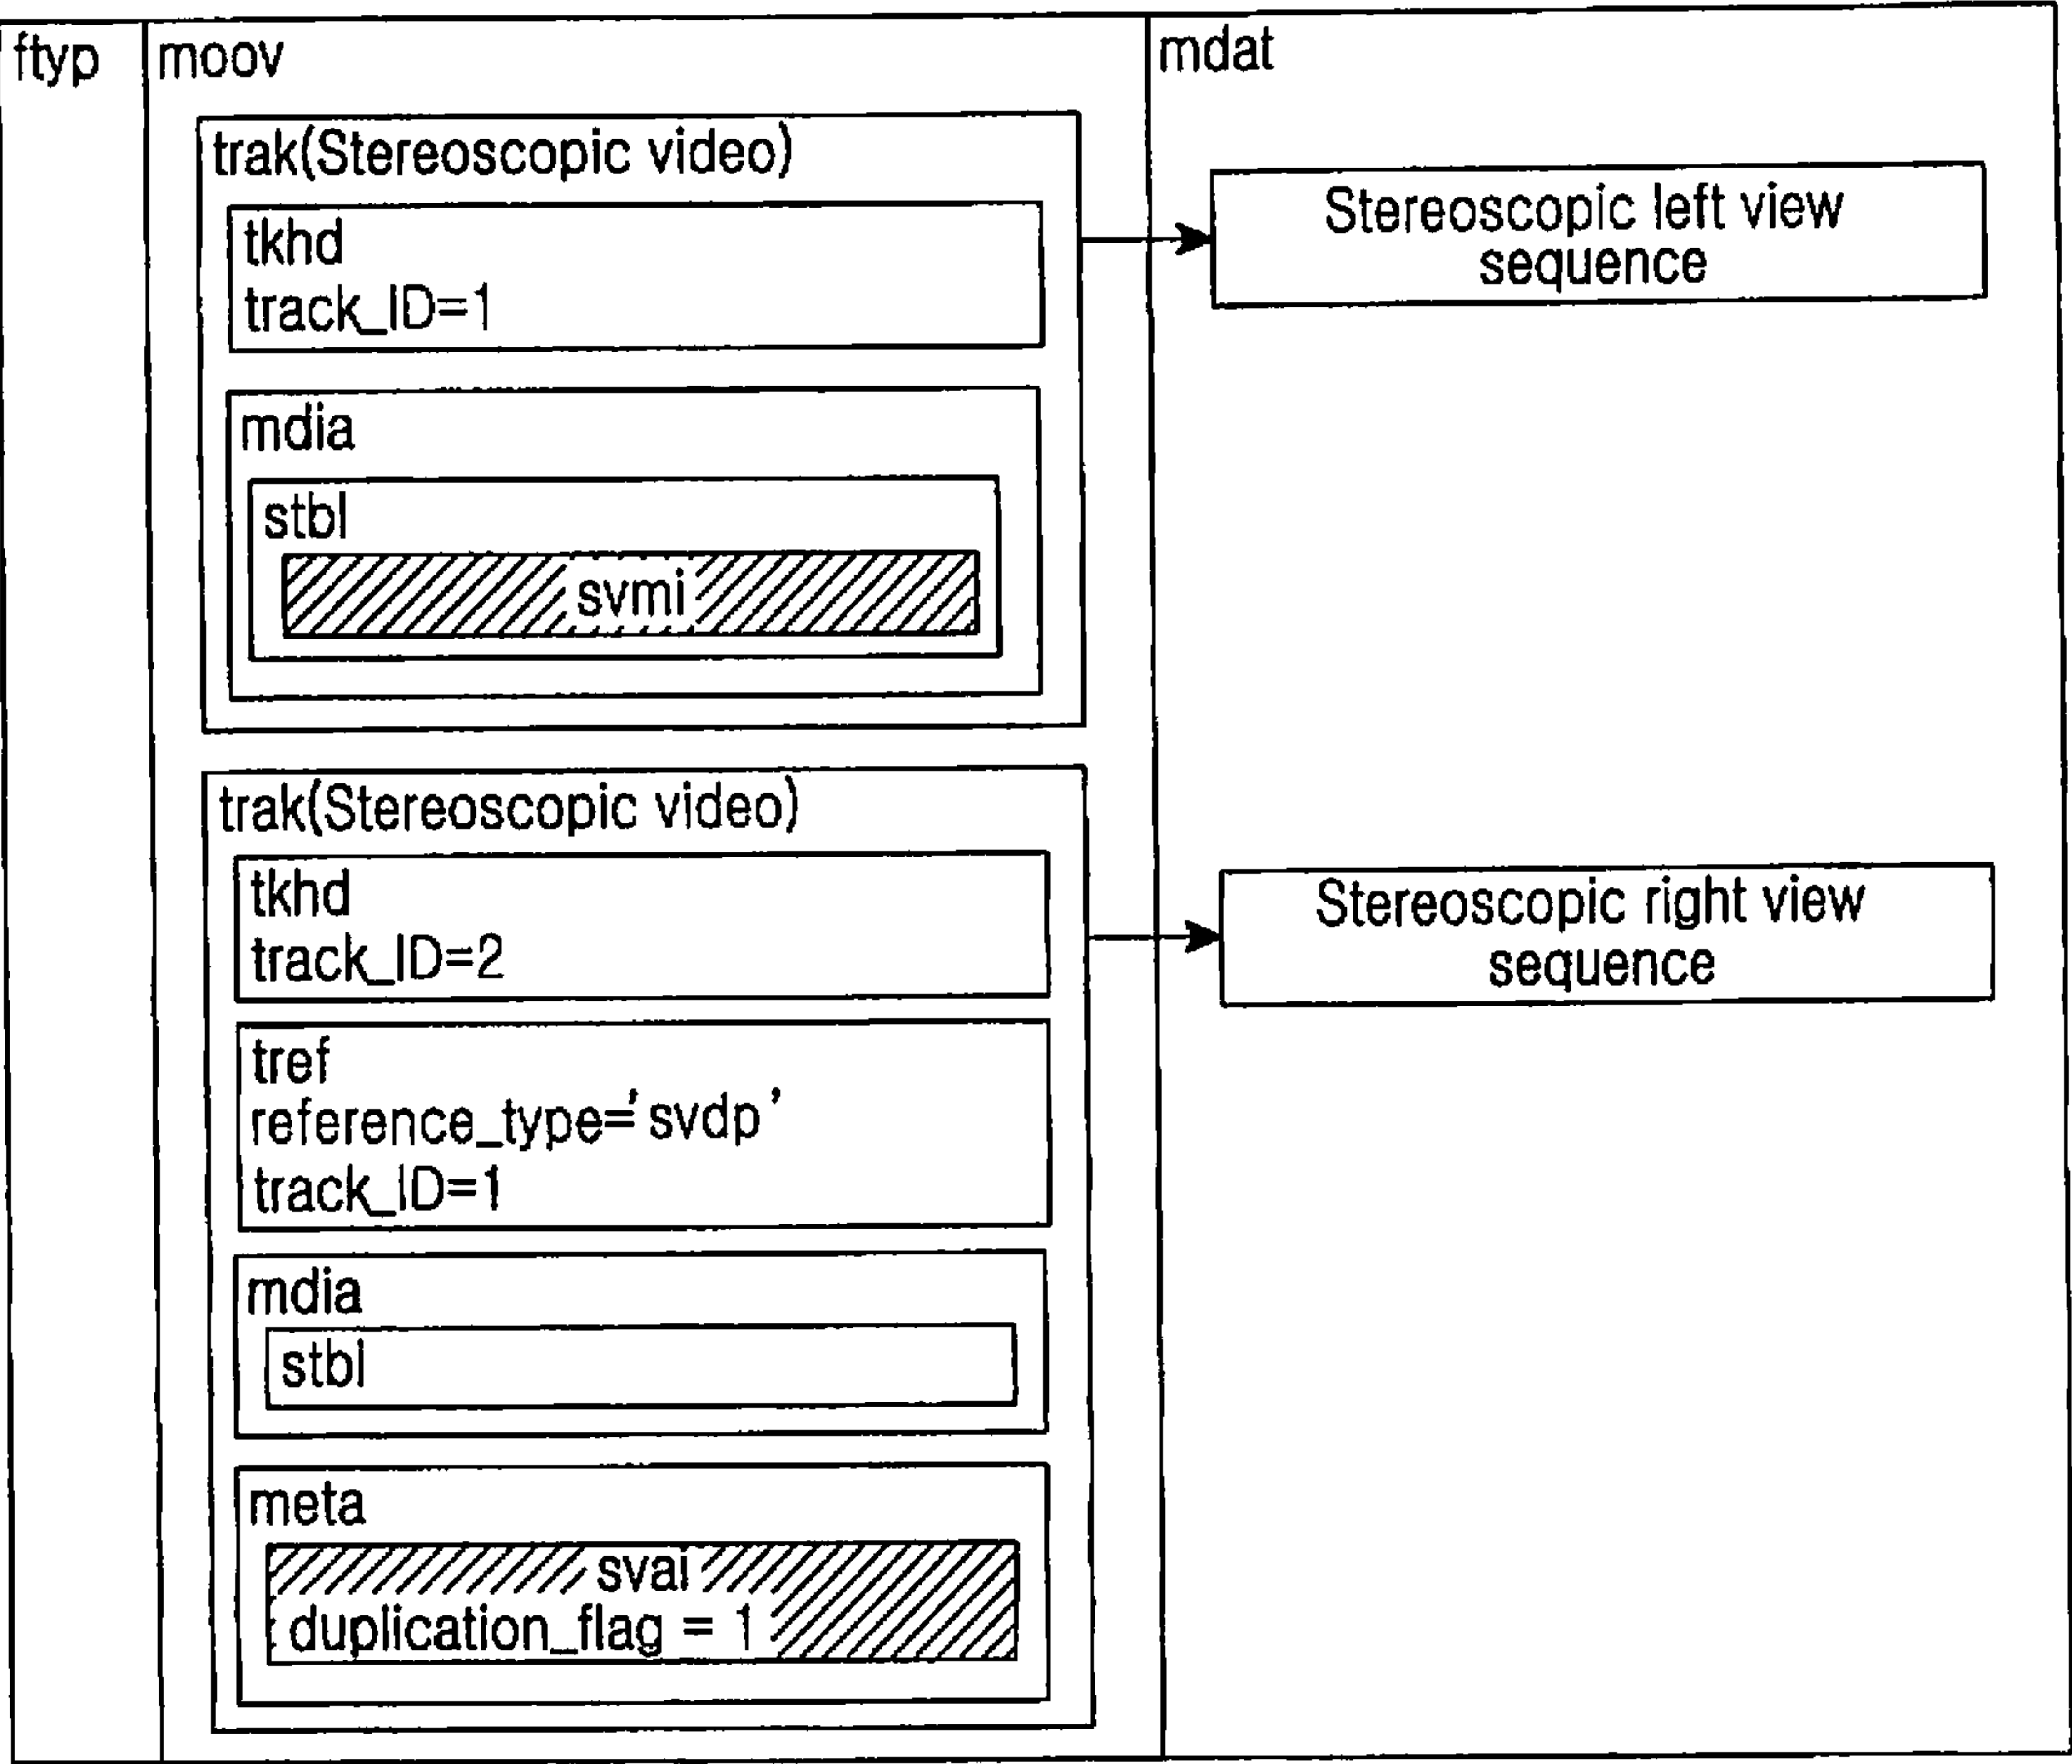 ftyp
moov
mdat
trak(Stereoscopic video)
tkhd
track_ID=1
mdia
stbl
svmi
Stereoscopic left view
sequence
trak(Stereoscopic video)
tkhd
track_ID=2
tref
reference_type='svdp'
track_ID=1
mdia
stbl
meta
svai
duplication_flag = 1
Stereoscopic right view
sequence